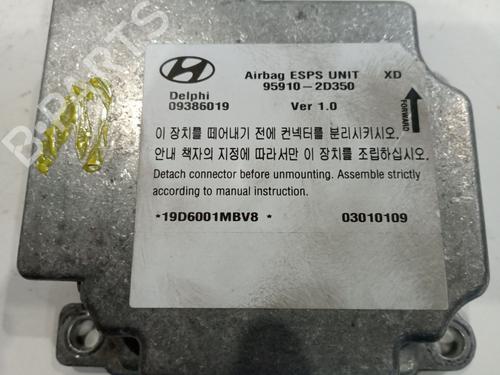 Airbag ESPS UNIT XD
95910-2D350
Delphi
09386019
Ver 1.0
FORWARD
이 장치를 떼어내기 전에 컨넥터를 분리시키시오.
안내 책자의 지정에 따라서만 이 장치를 조립하십시오.
Detach connector before unmounting. Assemble strictly
according to manual instruction.
*19D6001MBV8 * 03010109
B-PARTS